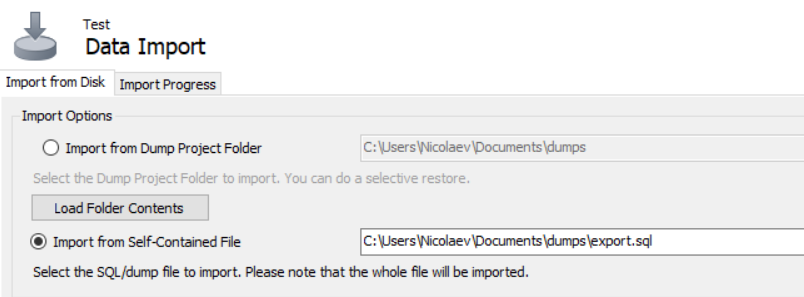 Test
Data Import
Import from Disk Import Progress
Import Options
Import from Dump Project Folder C:\Users\Nicolaev\Documents\dumps
Select the Dump Project Folder to import. You can do a selective restore.
Load Folder Contents
Import from Self-Contained File C:\Users\Nicolaev\Documents\dumps\export.sql
Select the SQL/dump file to import. Please note that the whole file will be imported.